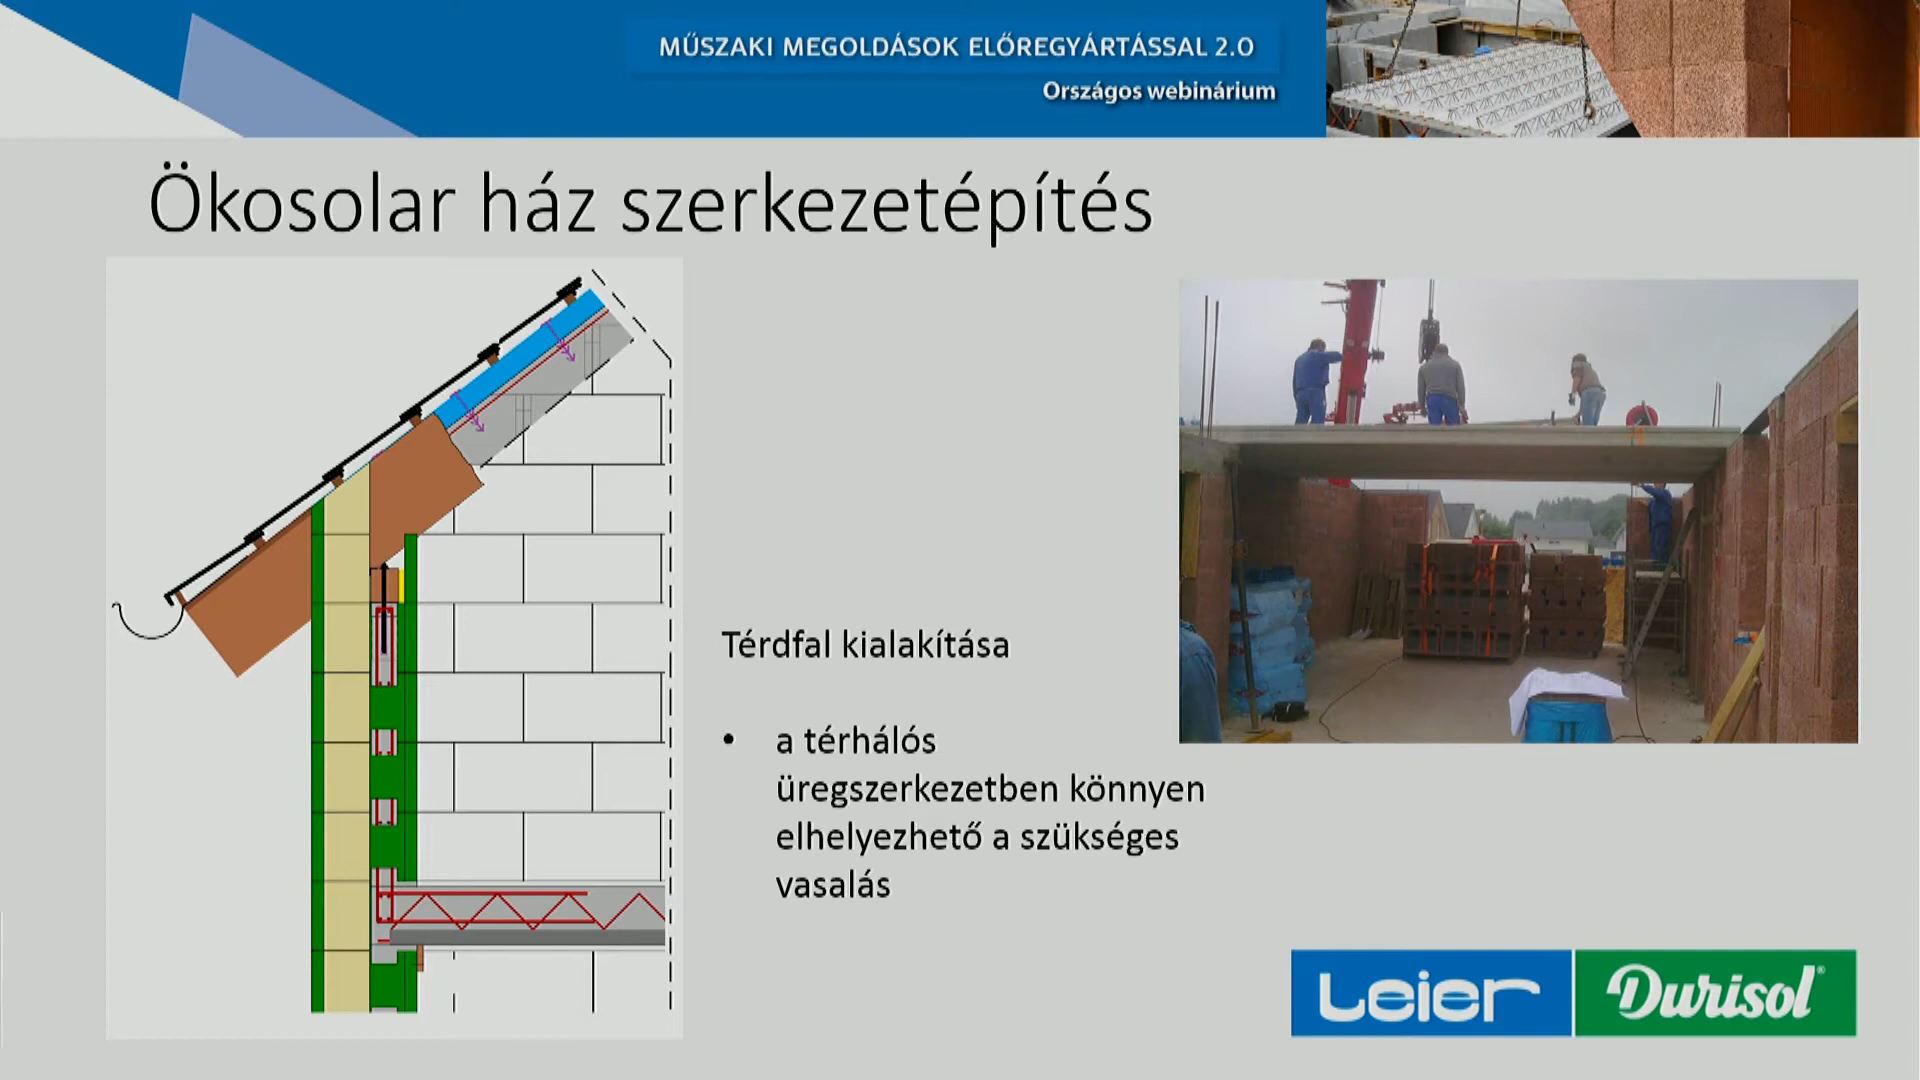 MŰSZAKI MEGOLDÁSOK ELŐREGYÁRTÁSSAL 2.0
Országos webinárium
Ökosolar ház szerkezetépítés
Térdfal kialakítása
• a térhálós
üregszerkezetben könnyen
elhelyezhető a szükséges
vasalás
Leier
Durisol®